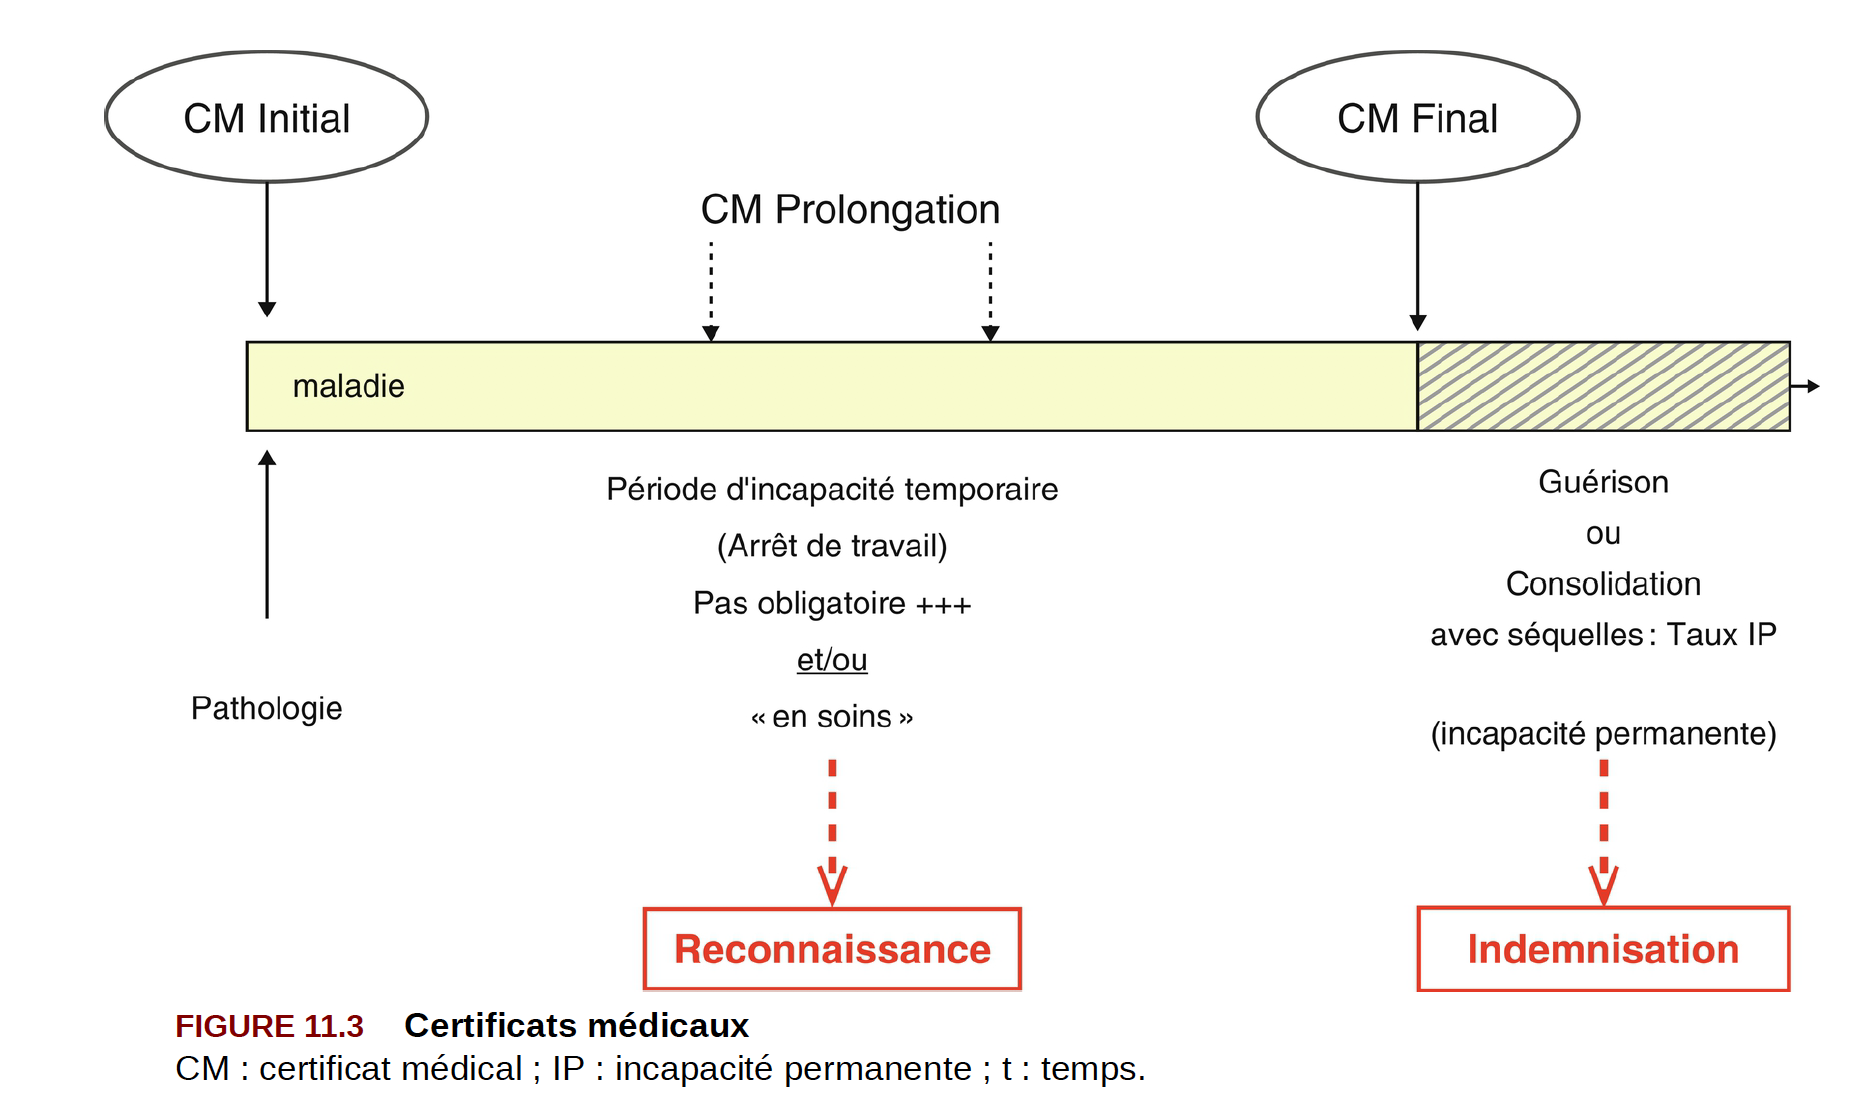 CM Initial
CM Final
CM Prolongation
maladie
Pathologie
Période d'incapacité temporaire
(Arrêt de travail)
Pas obligatoire +++
et/ou
« en soins »
Reconnaissance
Guérison
ou
Consolidation
avec séquelles : Taux IP
(incapacité permanente)
Indemnisation
FIGURE 11.3 Certificats médicaux
CM : certificat médical ; IP : incapacité permanente ; t : temps.